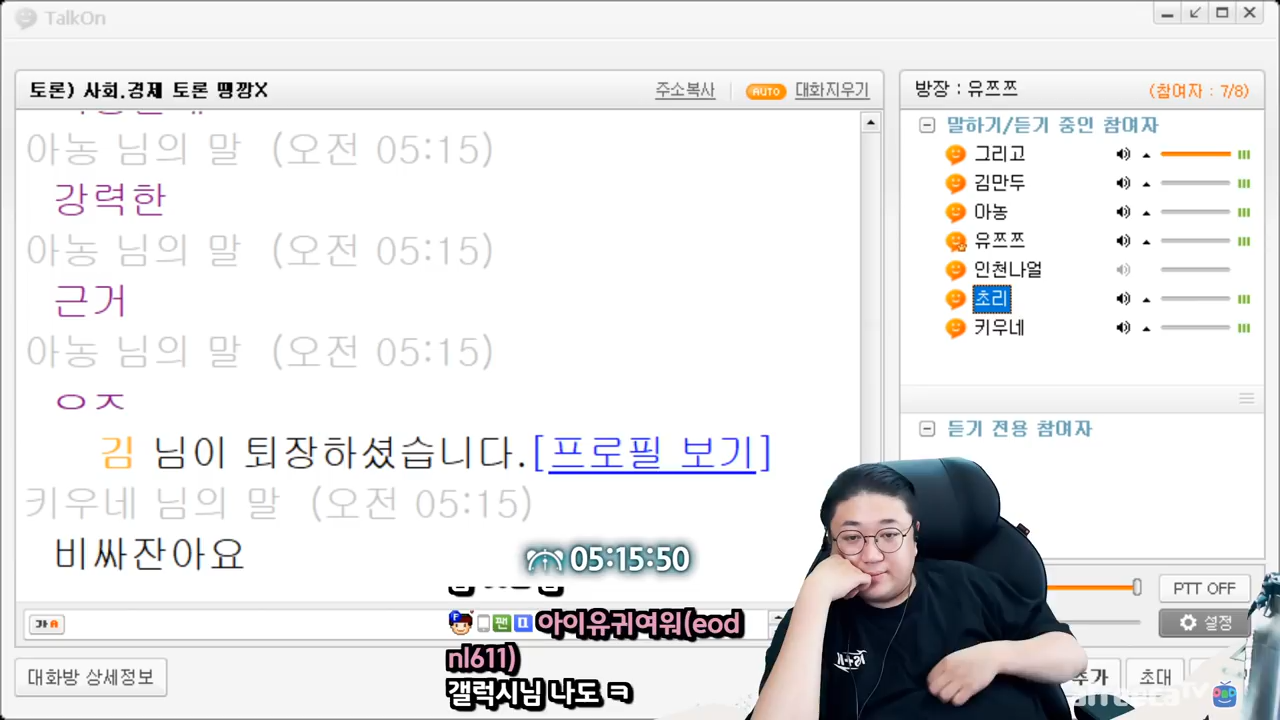 TalkOn
토론) 사회.경제 토론 땡깡X
주소복사
AUTO
대화지우기
아농 님의 말 (오전 05:15)
강력한
아농 님의 말 (오전 05:15)
근거
아농 님의 말 (오전 05:15)
ㅇㅈ
김 님이 퇴장하셨습니다.[프로필 보기]
키우네 님의 말 (오전 05:15)
비싸잔아요
05:15:50
가
팬
아이유귀여워(eod
nl611)
갤럭시님 나도 ㅋ
대화방 상세정보
방장 : 유쯔쯔
(참여자 : 7/8)
말하기/듣기 중인 참여자
그리고
김만두
아농
유쯔쯔
인천나얼
초리
키우네
듣기 전용 참여자
PTT OFF
설정
추가
초대
afreecaTV